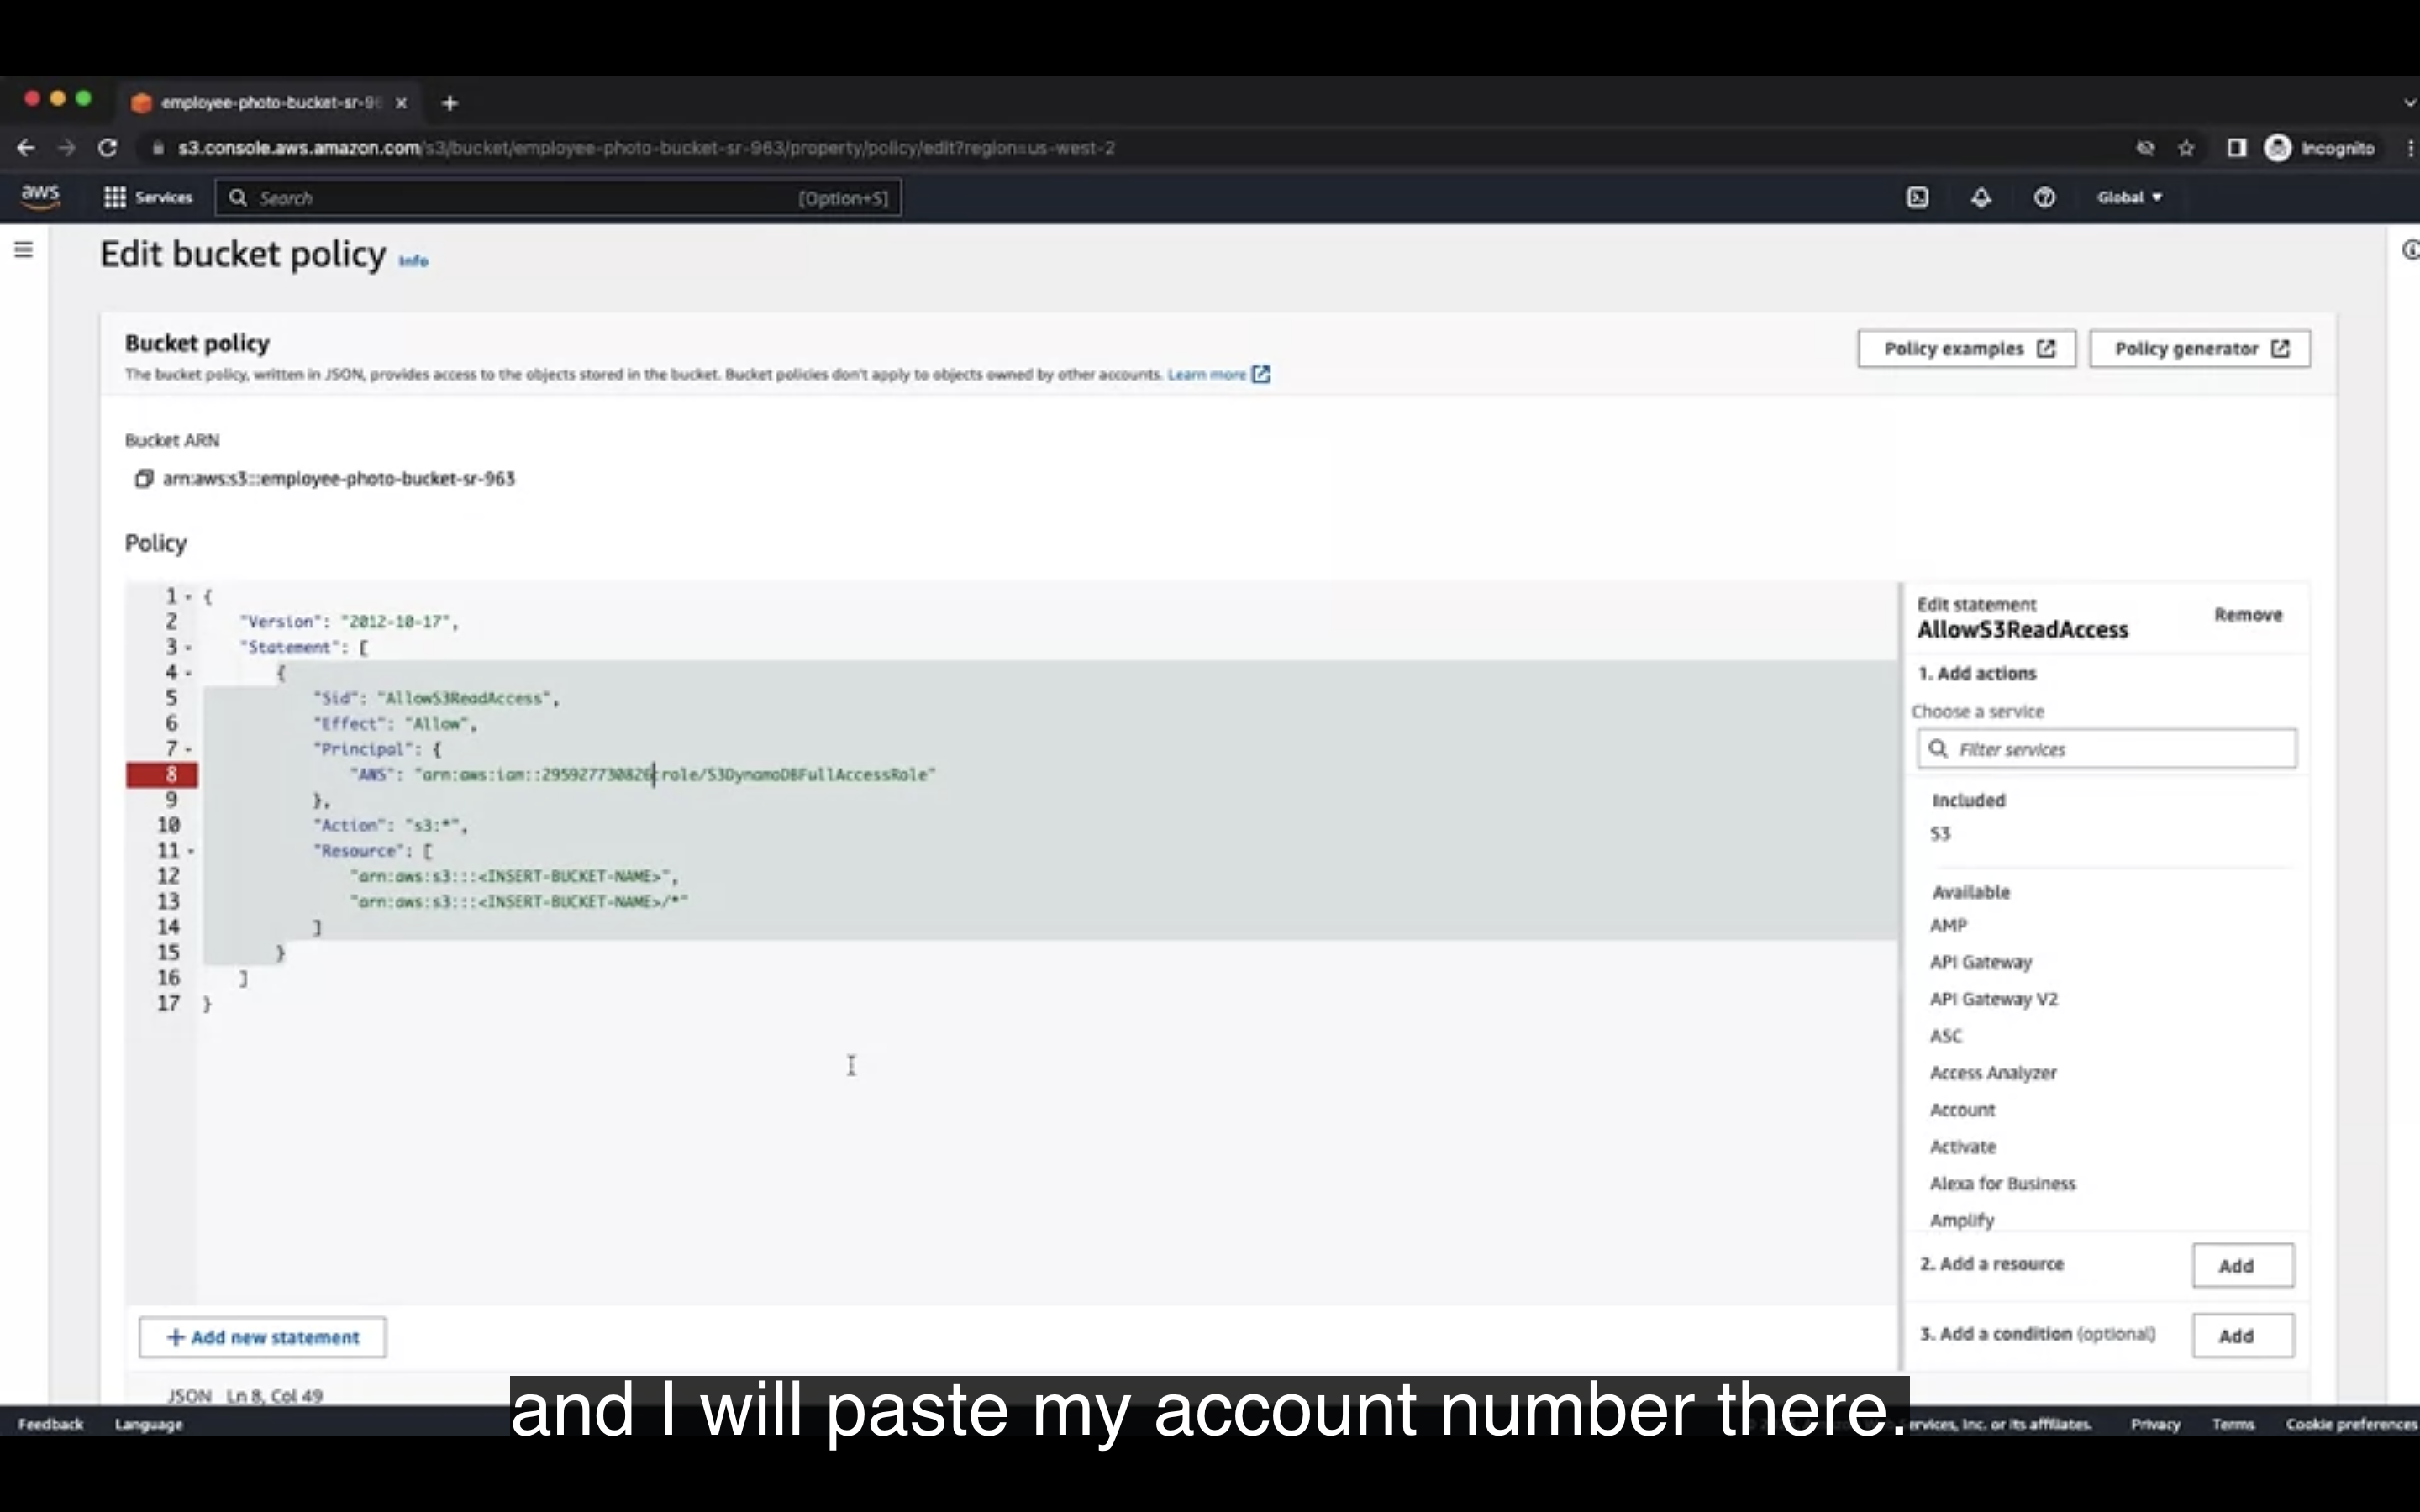 employee-photo-bucket-sr-96
s3.console.aws.amazon.com/s3/bucket/employee-photo-bucket-sr-963/property/policy/edit?region=us-west-2
Incognito
aws
Services
Search
[Option+S]
Global
Edit bucket policy Info
Bucket policy
Policy examples
Policy generator
The bucket policy, written in JSON, provides access to the objects stored in the bucket. Bucket policies don't apply to objects owned by other accounts. Learn more
Bucket ARN
arn:aws:s3:::employee-photo-bucket-sr-963
Policy
1 {
2 "Version": "2012-10-17",
3 "Statement": [
4 {
5 "Sid": "AllowS3ReadAccess",
6 "Effect": "Allow",
7 "Principal": {
8 "AWS": "arn:aws:iam::295927730826:role/S3DynamoDBFullAccessRole"
9 },
10 "Action": "s3:*",
11 "Resource": [
12 "arn:aws:s3:::<INSERT-BUCKET-NAME>",
13 "arn:aws:s3:::<INSERT-BUCKET-NAME>/*"
14 ]
15 }
16 ]
17 }
Edit statement
AllowS3ReadAccess
Remove
1. Add actions
Choose a service
Filter services
Included
S3
Available
AMP
API Gateway
API Gateway V2
ASC
Access Analyzer
Account
Activate
Alexa for Business
Amplify
2. Add a resource
Add
3. Add a condition (optional)
Add
+ Add new statement
JSON Ln 8, Col 49
and I will paste my account number there.
Feedback
Language
Services, Inc. or its affiliates.
Privacy
Terms
Cookie preferences